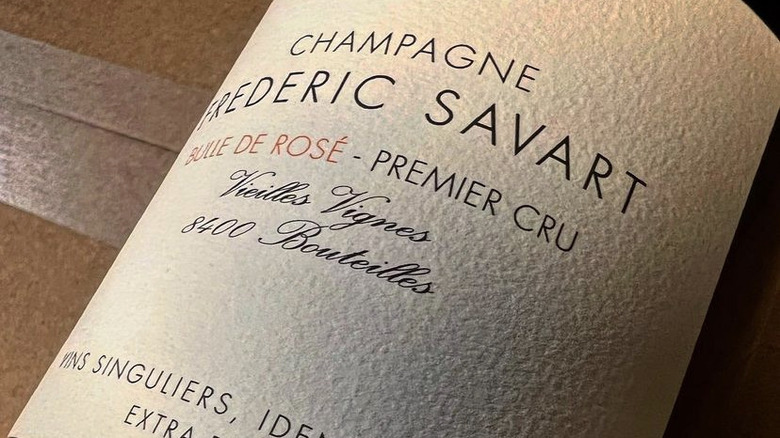 CHAMPAGNE
FREDERIC SAVART
BULLE DE ROSÉ - PREMIER CRU
Vieilles Vignes
8400 Bouteilles
VINS SINGULIERS,
EXTRA